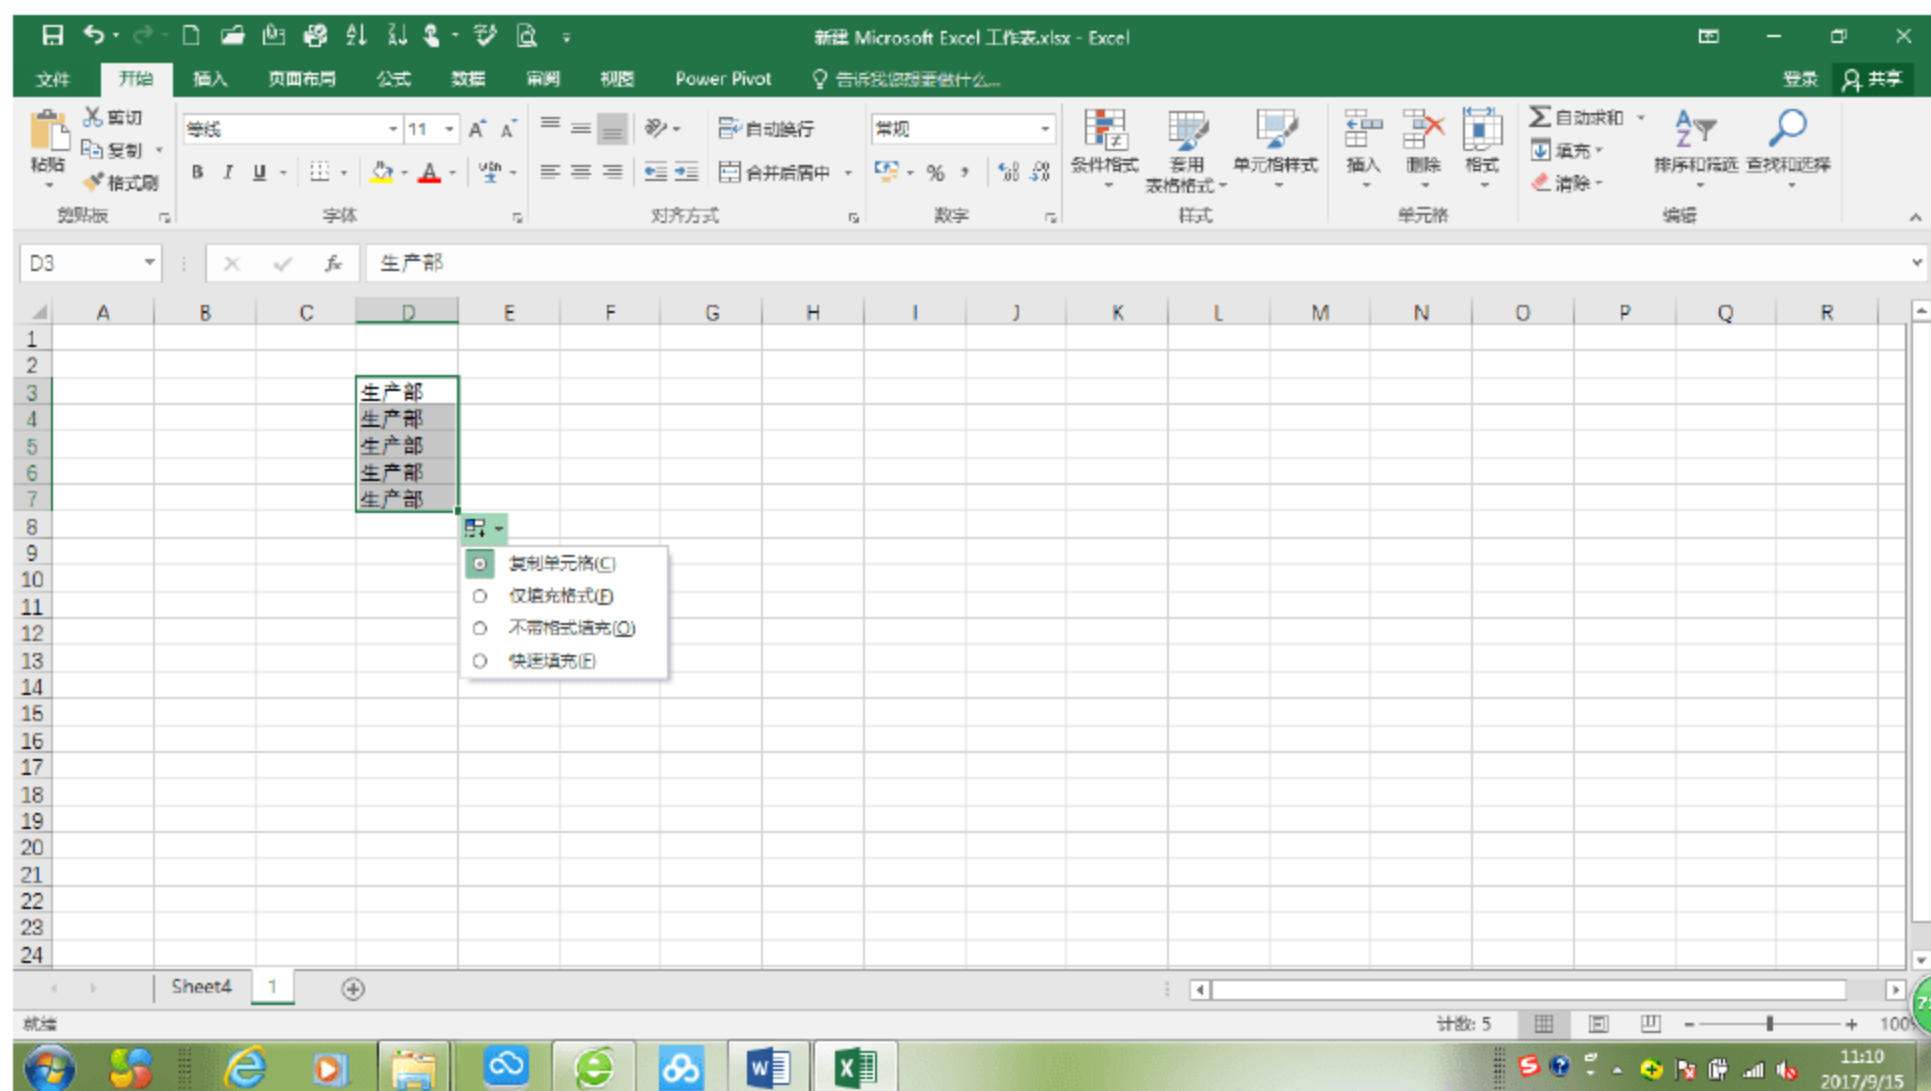 新建 Microsoft Excel 工作表.xlsx - Excel
文件 开始 插入 页面布局 公式 数据 审阅 视图 Power Pivot 告诉我您想要做什么... 登录 共享
粘贴 剪切 复制 格式刷 剪贴板
等线 11 A A B I U A 字体
自动换行 合并后居中 对齐方式
常规 % 数字
条件格式 套用表格格式 单元格样式 样式
插入 删除 格式 单元格
自动求和 填充 清除 排序和筛选 查找和选择 编辑
D3 fx 生产部
A B C D E F G H I J K L M N O P Q R
1
2
3 生产部
4 生产部
5 生产部
6 生产部
7 生产部
8
9 复制单元格(C)
10 仅填充格式(F)
11
12 不带格式填充(O)
13 快速填充(F)
14
15
16
17
18
19
20
21
22
23
24
Sheet4 1
就绪 计数: 5 100
11:10
2017/9/15